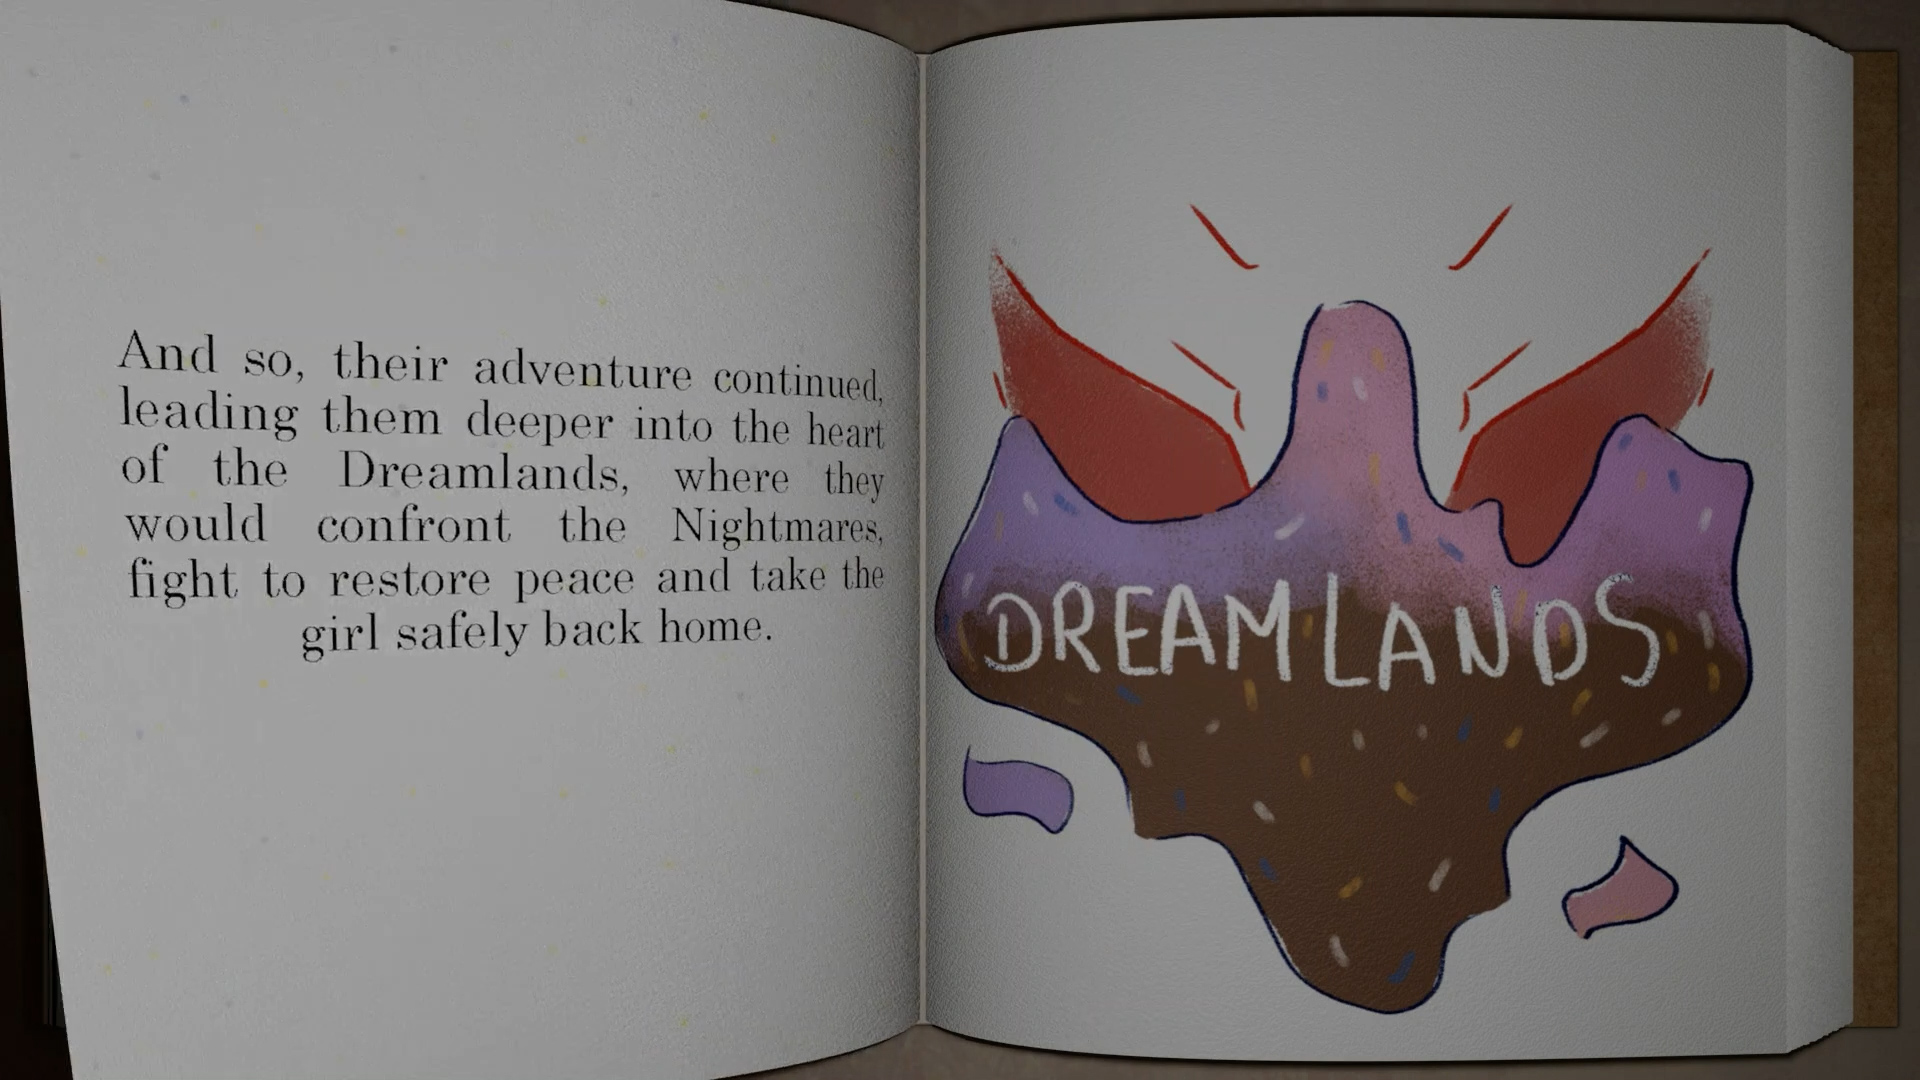 And so, their adventure continued,
leading them deeper into the heart
of the Dreamlands, where they
would confront the Nightmares,
fight to restore peace and take the
girl safely back home.
DREAMLANDS